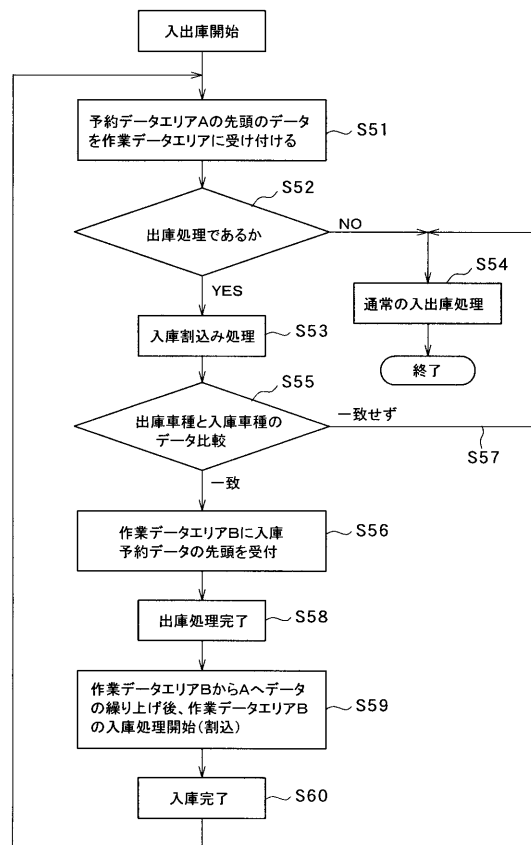 入出庫開始
予約データエリアAの先頭のデータ
を作業データエリアに受け付ける
S51
S52
出庫処理であるか
NO
YES
S54
通常の入出庫処理
終了
入庫割込み処理
S53
S55
出庫車種と入庫車種の
データ比較
一致せず
S57
一致
作業データエリアBに入庫
予約データの先頭を受付
S56
出庫処理完了
S58
作業データエリアBからAへデータ
の繰り上げ後、作業データエリアB
の入庫処理開始(割込)
S59
入庫完了
S60